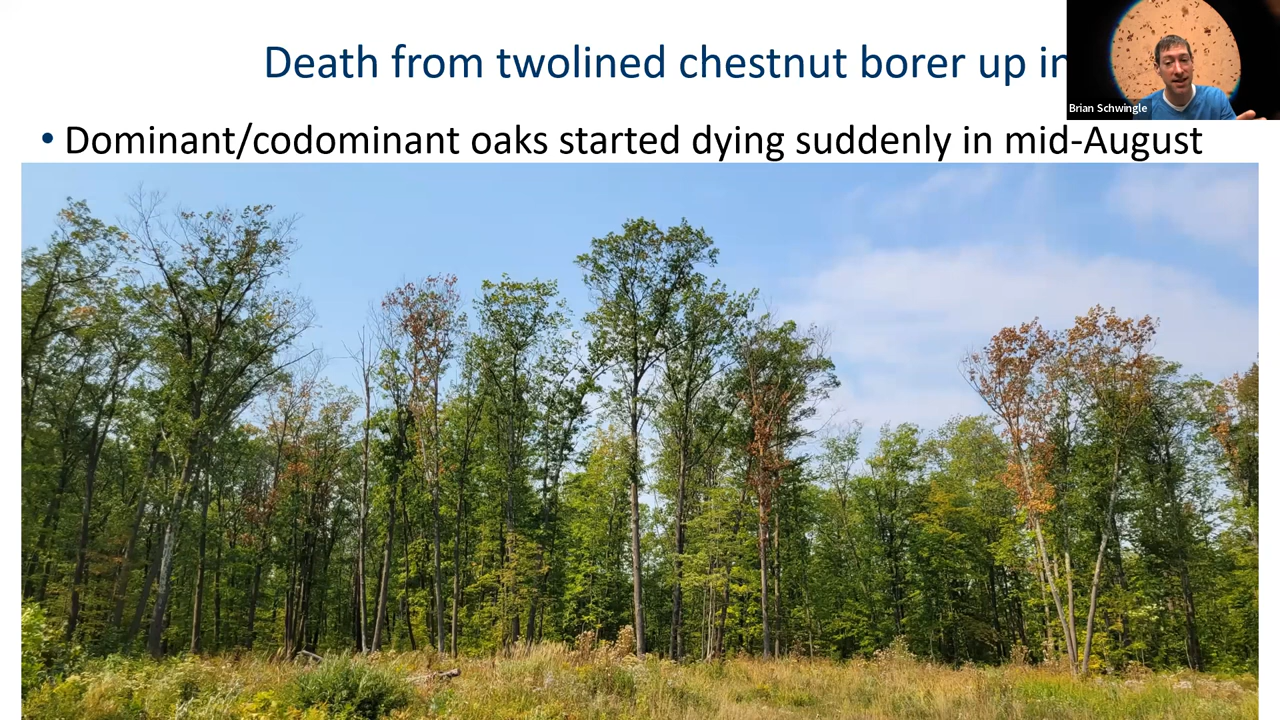 Death from twolined chestnut borer up in
Brian Schwingle
• Dominant/codominant oaks started dying suddenly in mid-August